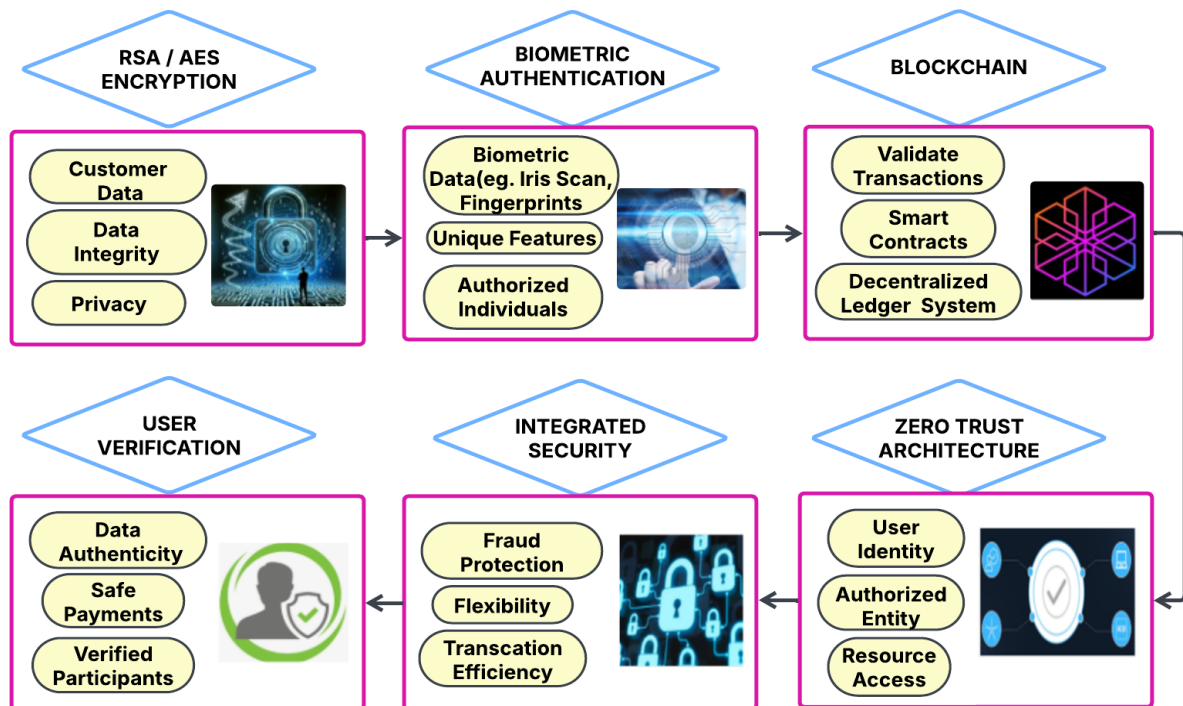 RSA / AES
ENCRYPTION
Customer
Data
Data
Integrity
Privacy
BIOMETRIC
AUTHENTICATION
Biometric
Data(eg. Iris Scan,
Fingerprints
Unique Features
Authorized
Individuals
BLOCKCHAIN
Validate
Transactions
Smart
Contracts
Decentralized
Ledger System
ZERO TRUST
ARCHITECTURE
User
Identity
Authorized
Entity
Resource
Access
INTEGRATED
SECURITY
Fraud
Protection
Flexibility
Transcation
Efficiency
USER
VERIFICATION
Data
Authenticity
Safe
Payments
Verified
Participants